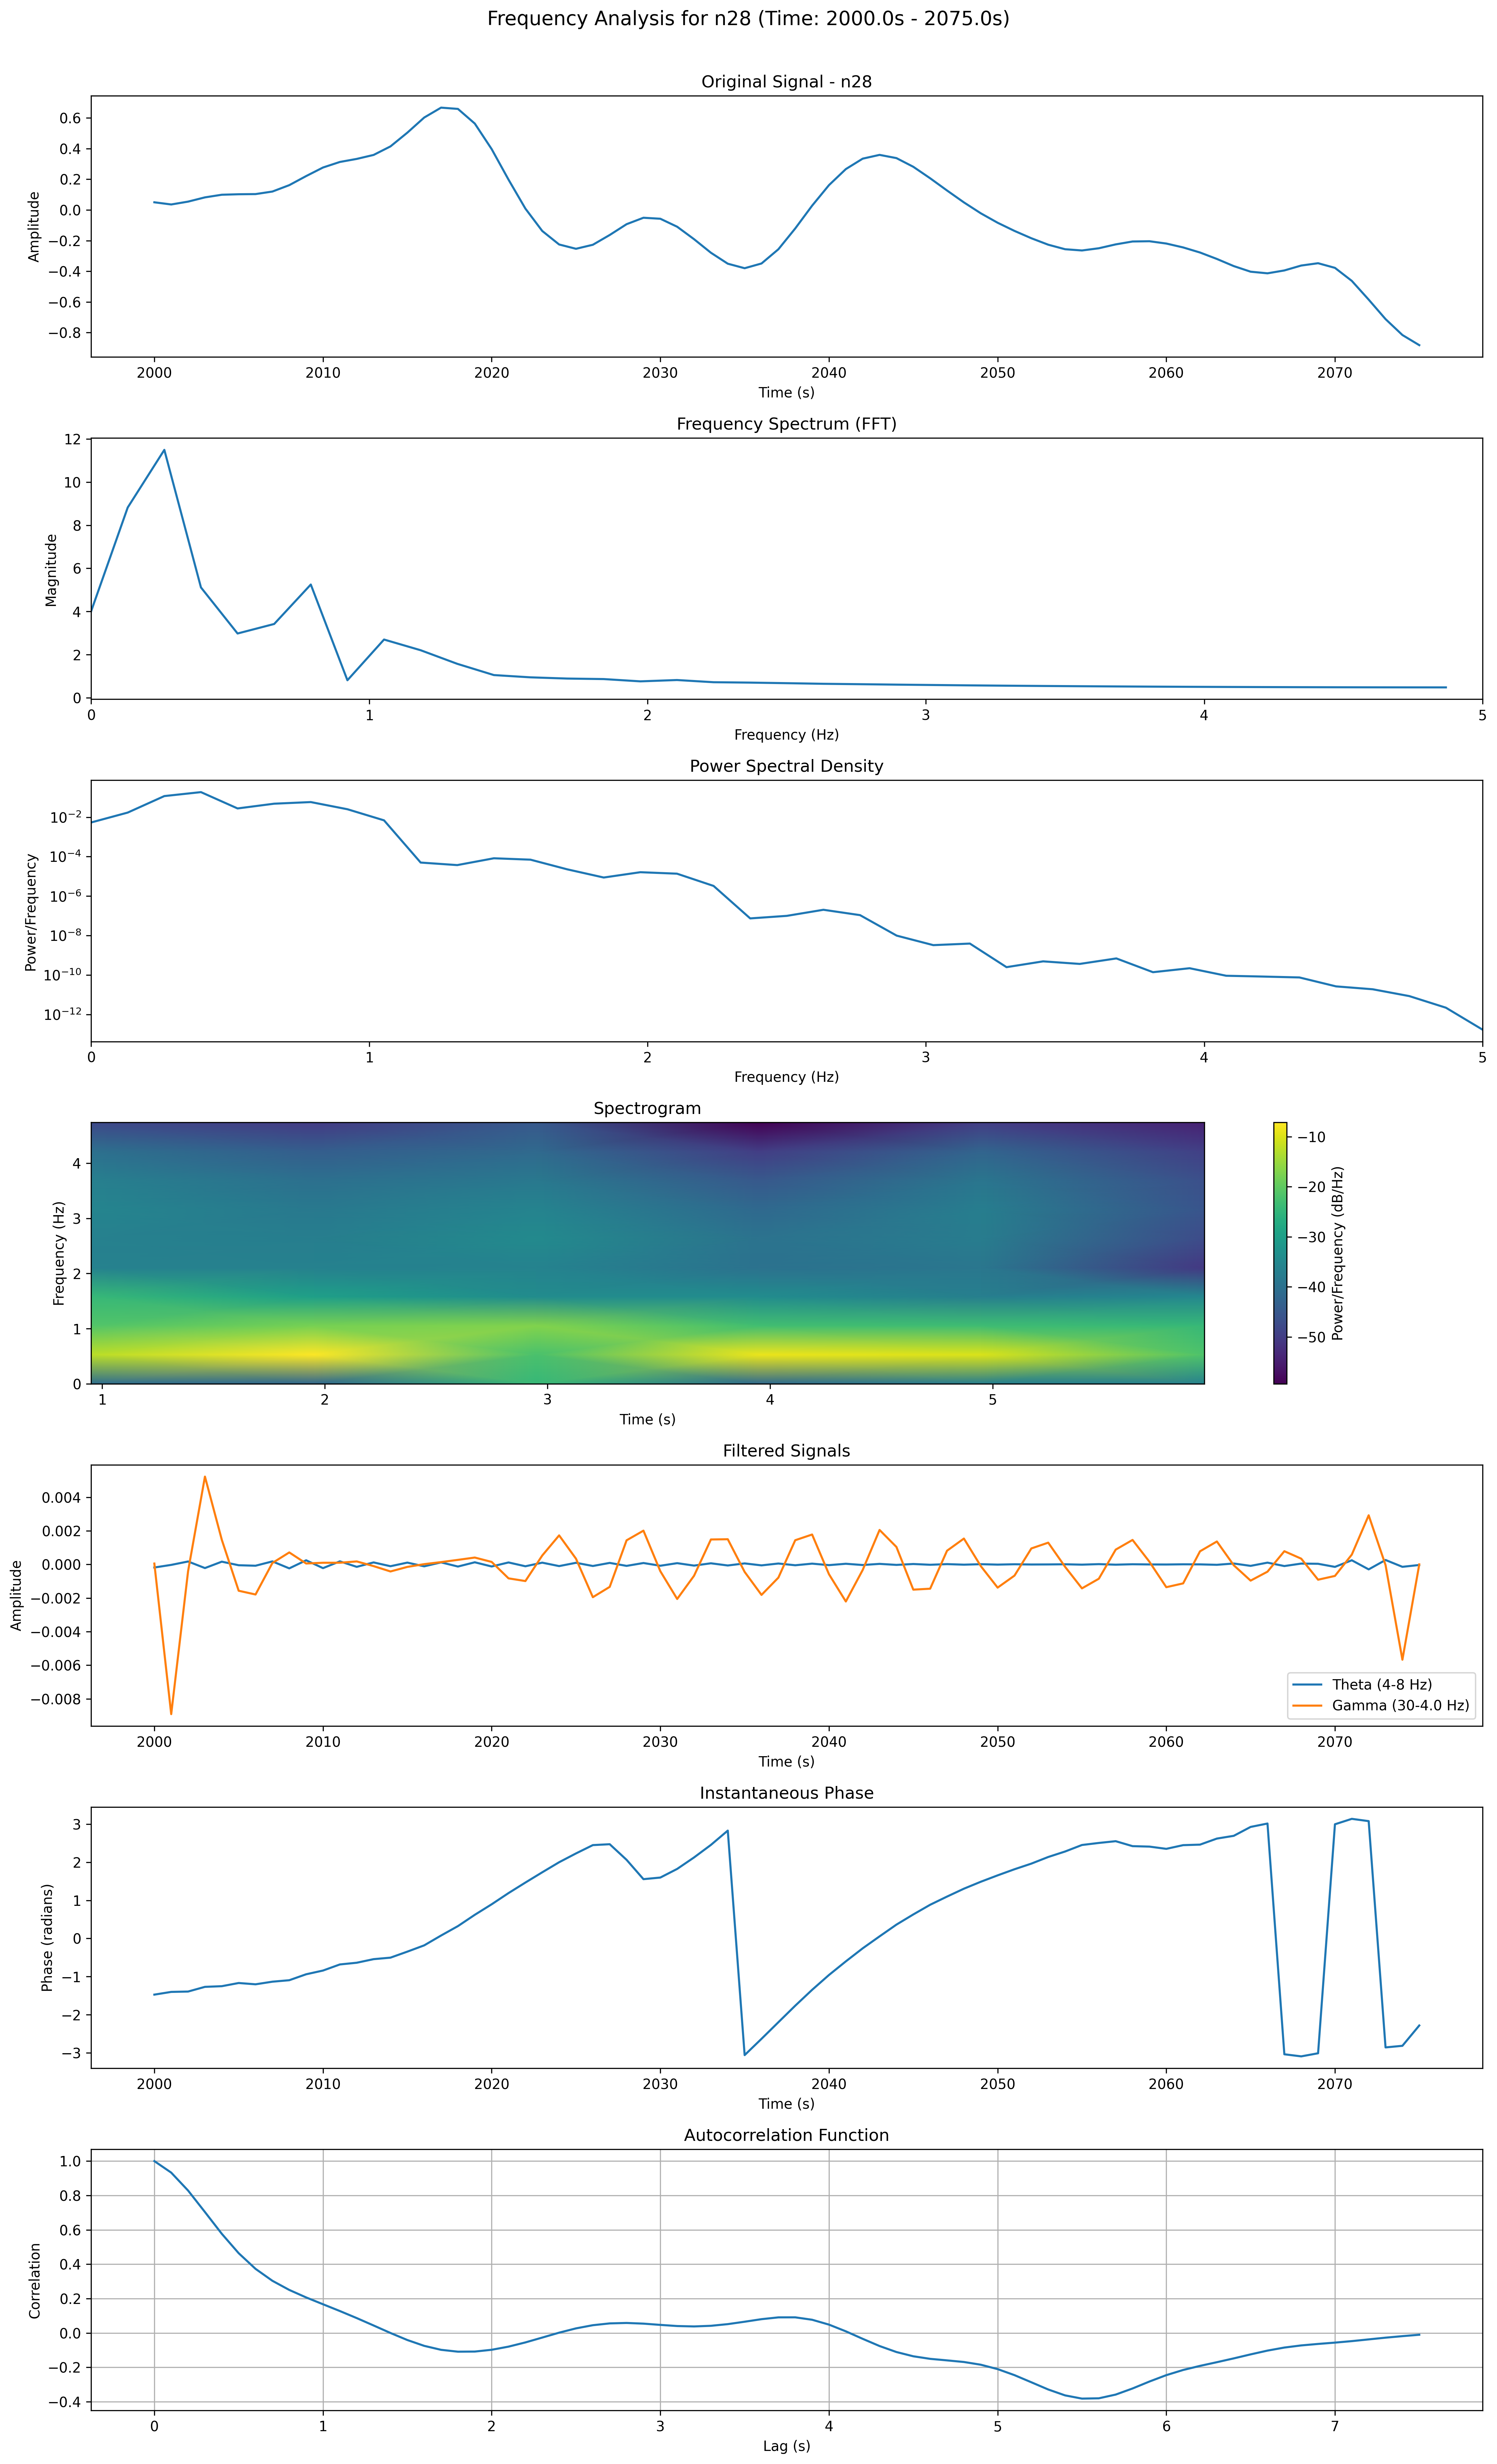 Frequency Analysis for n28 (Time: 2000.0s - 2075.0s)
Original Signal - n28
Amplitude
0.6
0.4
0.2
0.0
−0.2
−0.4
−0.6
−0.8
2000 2010 2020 2030 2040 2050 2060 2070
Time (s)
Frequency Spectrum (FFT)
Magnitude
12
10
8
6
4
2
0
0 1 2 3 4 5
Frequency (Hz)
Power Spectral Density
Power/Frequency
10⁻²
10⁻⁴
10⁻⁶
10⁻⁸
10⁻¹⁰
10⁻¹²
0 1 2 3 4 5
Frequency (Hz)
Spectrogram
Frequency (Hz)
4
3
2
1
0
1 2 3 4 5
Time (s)
−10
−20
−30
−40
−50
Power/Frequency (dB/Hz)
Filtered Signals
Amplitude
0.004
0.002
0.000
−0.002
−0.004
−0.006
−0.008
Theta (4-8 Hz)
Gamma (30-4.0 Hz)
2000 2010 2020 2030 2040 2050 2060 2070
Time (s)
Instantaneous Phase
Phase (radians)
3
2
1
0
−1
−2
−3
2000 2010 2020 2030 2040 2050 2060 2070
Time (s)
Autocorrelation Function
Correlation
1.0
0.8
0.6
0.4
0.2
0.0
−0.2
−0.4
0 1 2 3 4 5 6 7
Lag (s)